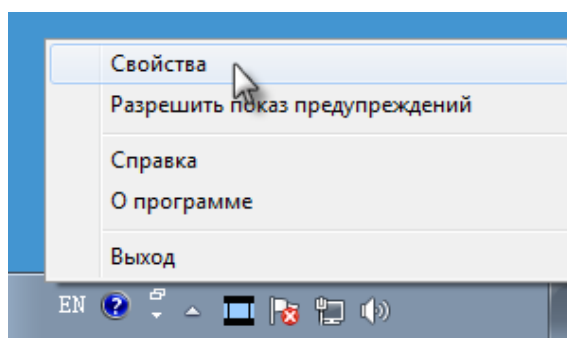 Свойства
Разрешить показ предупреждений
Справка
О программе
Выход
EN